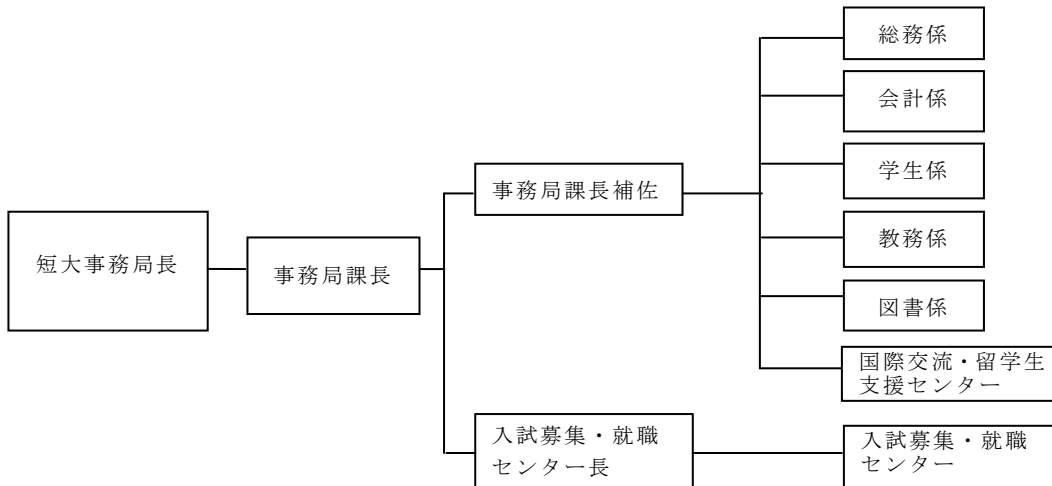 総務係
会計係
学生係
事務局課長補佐
教務係
短大事務局長
事務局課長
図書係
国際交流・留学生
支援センター
入試募集・就職
センター長
入試募集・就職
センター